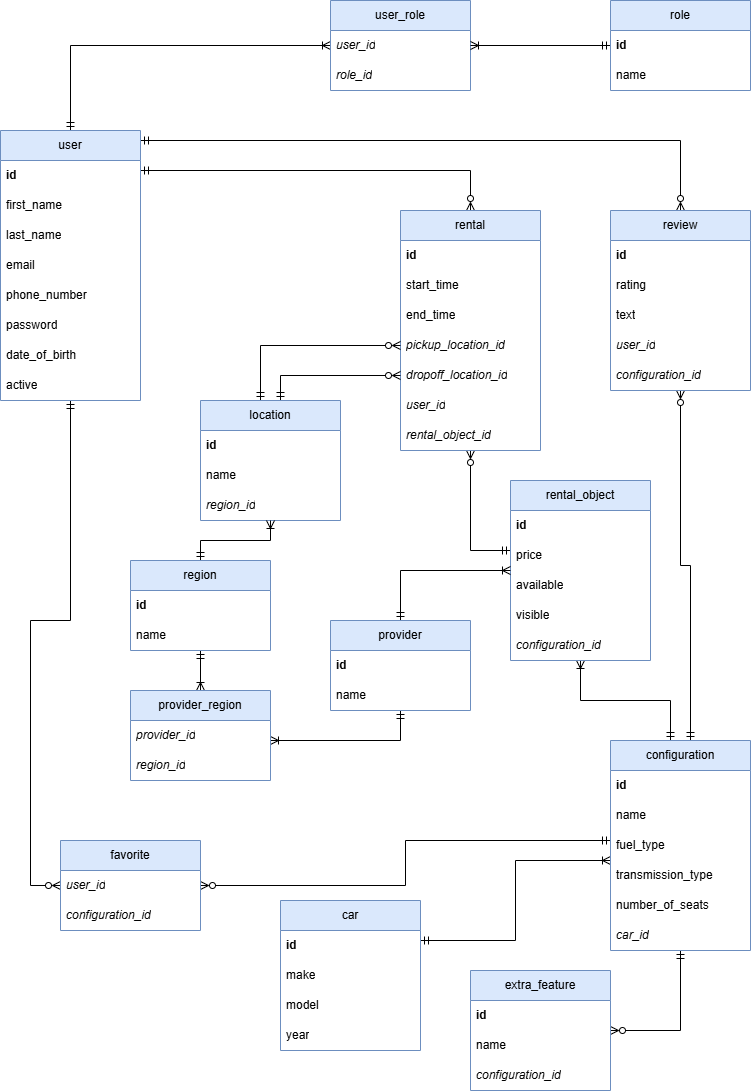 user_role
user_id
role_id
role
id
name
user
id
first_name
last_name
email
phone_number
password
date_of_birth
active
rental
id
start_time
end_time
pickup_location_id
dropoff_location_id
user_id
rental_object_id
review
id
rating
text
user_id
configuration_id
location
id
name
region_id
rental_object
id
price
available
visible
configuration_id
region
id
name
provider
id
name
provider_region
provider_id
region_id
configuration
id
name
fuel_type
transmission_type
number_of_seats
car_id
favorite
user_id
configuration_id
car
id
make
model
year
extra_feature
id
name
configuration_id